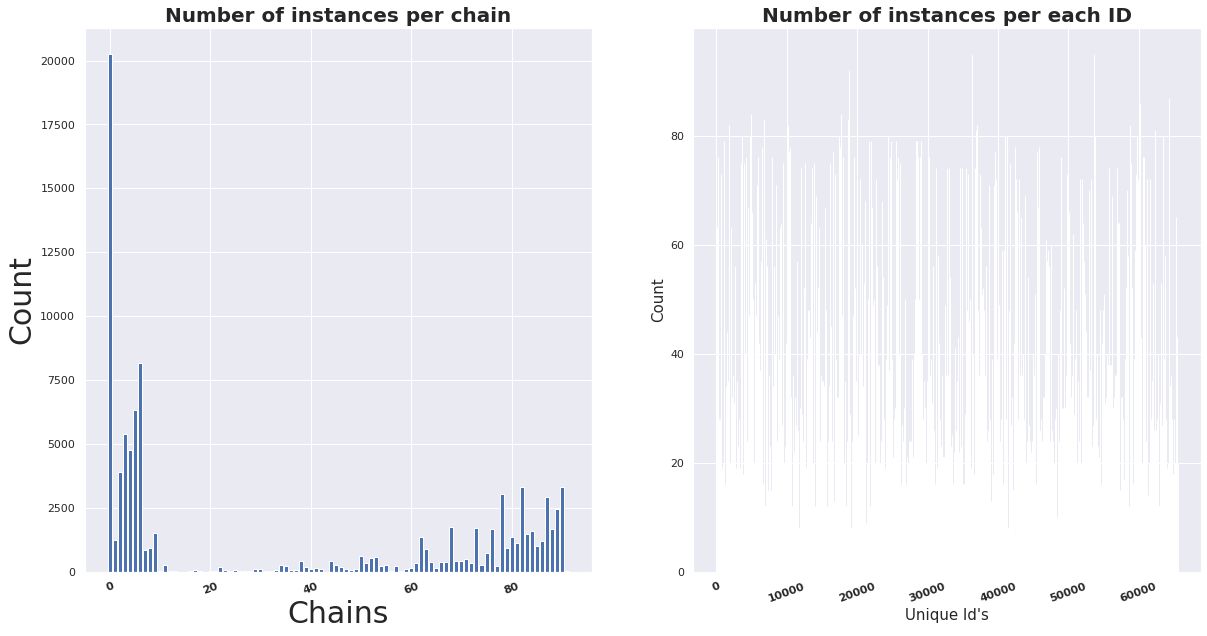 Number of instances per chain
20000
17500
15000
12500
10000
7500
5000
2500
0
Count
0 20 40 60 80
Chains
Number of instances per each ID
80
60
40
20
0
Count
0 10000 20000 30000 40000 50000 60000
Unique Id's